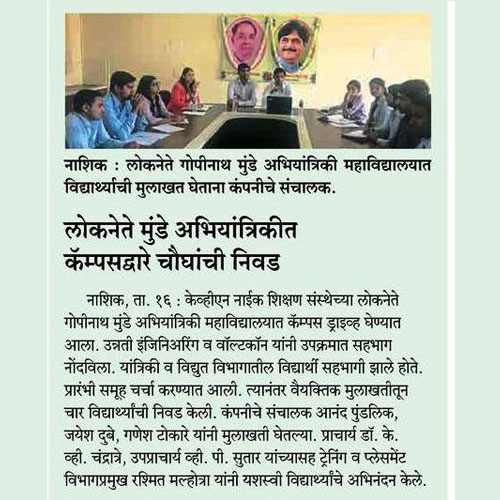 नाशिक : लोकनेते गोपीनाथ मुंडे अभियांत्रिकी महाविद्यालयात
विद्यार्थ्यांची मुलाखत घेताना कंपनीचे संचालक.
लोकनेते मुंडे अभियांत्रिकीत
कॅम्पसद्वारे चौघांची निवड
नाशिक, ता. १६ : केव्हीएन नाईक शिक्षण संस्थेच्या लोकनेते
गोपीनाथ मुंडे अभियांत्रिकी महाविद्यालयात कॅम्पस ड्राइव्ह घेण्यात
आला. उन्नती इंजिनिअरिंग व वॉल्टकॉन यांनी उपक्रमात सहभाग
नोंदविला. यांत्रिकी व विद्युत विभागातील विद्यार्थी सहभागी झाले होते.
प्रारंभी समूह चर्चा करण्यात आली. त्यानंतर वैयक्तिक मुलाखतीतून
चार विद्यार्थ्यांची निवड केली. कंपनीचे संचालक आनंद पुंडलिक,
जयेश दुबे, गणेश टोकारे यांनी मुलाखती घेतल्या. प्राचार्य डॉ. के.
व्ही. चंद्रात्रे, उपप्राचार्य व्ही. पी. सुतार यांच्यासह ट्रेनिंग व प्लेसमेंट
विभागप्रमुख रश्मित मल्होत्रा यांनी यशस्वी विद्यार्थ्यांचे अभिनंदन केले.